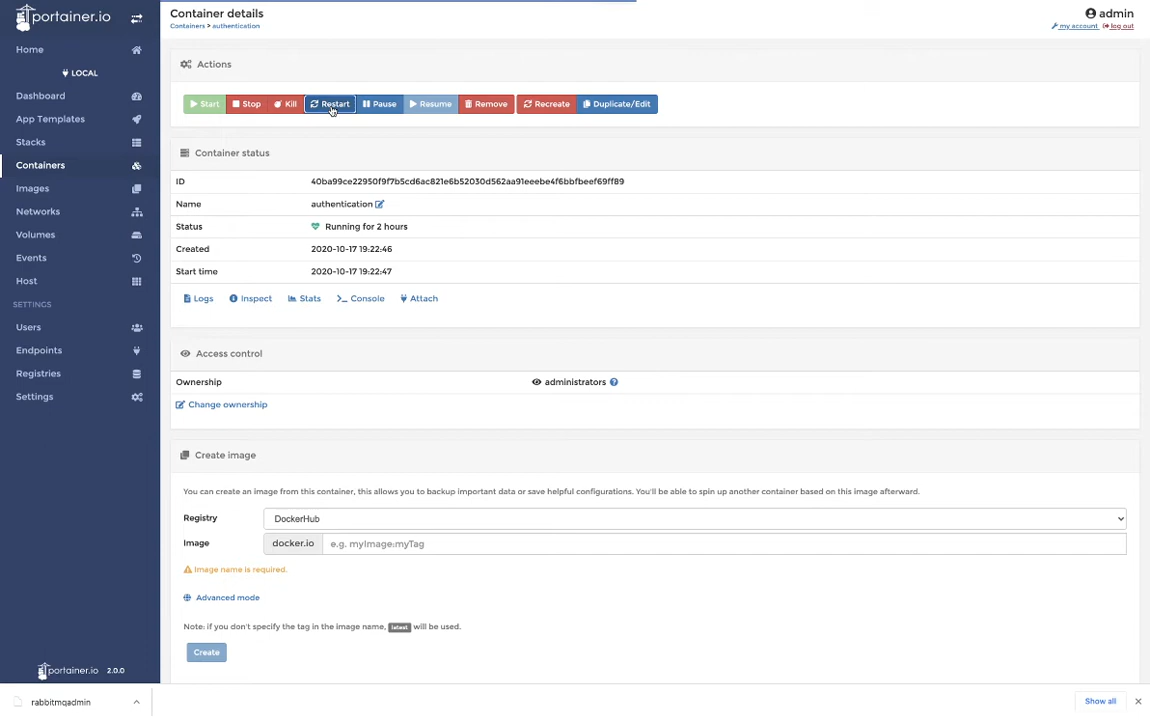 portainer.io
Container details
Containers > authentication
admin
my account log out
Home
LOCAL
Dashboard
App Templates
Stacks
Containers
Images
Networks
Volumes
Events
Host
SETTINGS
Users
Endpoints
Registries
Settings
portainer.io 2.0.0
Actions
Start Stop Kill Restart Pause Resume Remove Recreate Duplicate/Edit
Container status
ID 40ba99ce22950f9f7b5cd6ac821e6b52030d562aa91eeebe4f6bbfbeef69ff89
Name authentication
Status Running for 2 hours
Created 2020-10-17 19:22:46
Start time 2020-10-17 19:22:47
Logs Inspect Stats >_ Console Attach
Access control
Ownership administrators
Change ownership
Create image
You can create an image from this container, this allows you to backup important data or save helpful configurations. You'll be able to spin up another container based on this image afterward.
Registry DockerHub
Image docker.io e.g. myImage:myTag
Image name is required.
Advanced mode
Note: if you don't specify the tag in the image name, latest will be used.
Create
rabbitmqadmin
Show all